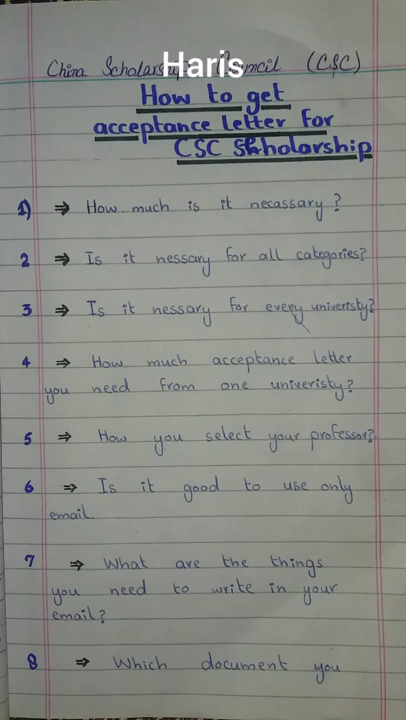 Haris
China Scholarship Council (CSC)
How to get
acceptance letter for
CSC Skholarship
1) ⇒ How much is it necassary?
2 ⇒ Is it nessary for all categories?
3 ⇒ Is it nessary for every univeristy?
4 ⇒ How much acceptance letter
you need from one univeristy?
5 ⇒ How you select your professor?
6 ⇒ Is it good to use only
email.
7 ⇒ What are the things
you need to write in your
email?
8 ⇒ Which document you